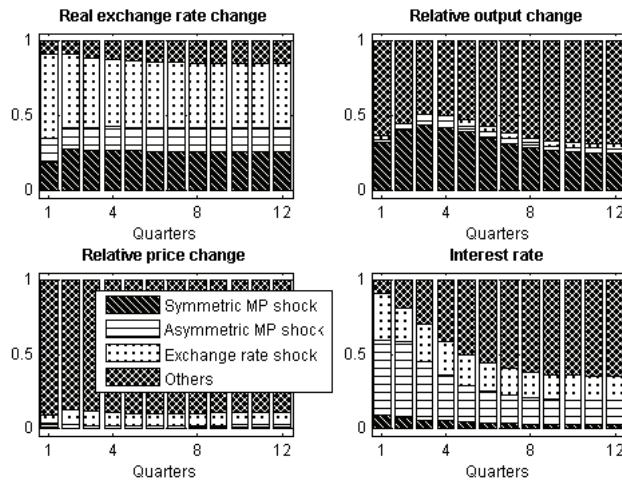 Real exchange rate change
1
0.5
0
1 4 8 12
Quarters
Relative output change
1
0.5
0
1 4 8 12
Quarters
Relative price change
1
0.5
0
1 4 8 12
Quarters
Symmetric MP shock
Asymmetric MP shock
Exchange rate shock
Others
Interest rate
1
0.5
0
1 4 8 12
Quarters